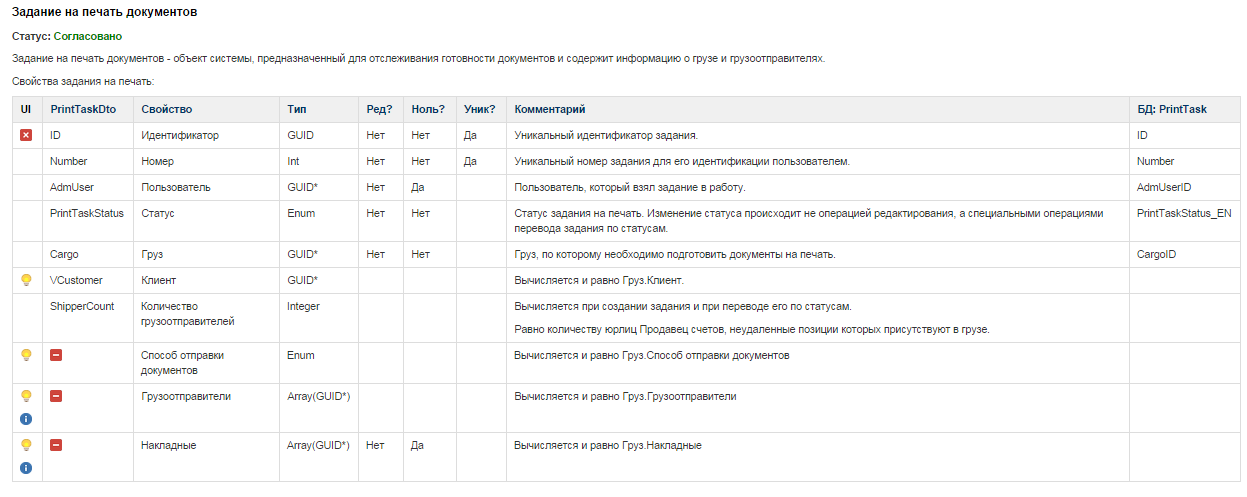 Задание на печать документов
Статус: Согласовано
Задание на печать документов - объект системы, предназначенный для отслеживания готовности документов и содержит информацию о грузе и грузоотправителях.
Свойства задания на печать:
UI PrintTaskDto Свойство Тип Ред? Ноль? Уник? Комментарий БД: PrintTask
ID Идентификатор GUID Нет Нет Да Уникальный идентификатор задания. ID
Number Номер Int Нет Нет Да Уникальный номер задания для его идентификации пользователем. Number
AdmUser Пользователь GUID* Нет Да Пользователь, который взял задание в работу. AdmUserID
PrintTaskStatus Статус Enum Нет Нет Статус задания на печать. Изменение статуса происходит не операцией редактирования, а специальными операциями PrintTaskStatus_EN
перевода задания по статусам.
Cargo Груз GUID* Нет Нет Груз, по которому необходимо подготовить документы на печать. CargoID
\/Customer Клиент GUID* Вычисляется и равно Груз.Клиент.
ShipperCount Количество Integer Вычисляется при создании задания и при переводе его по статусам.
грузоотправителей
Равно количеству юрлиц Продавец счетов, неудаленные позиции которых присутствуют в грузе.
Способ отправки Enum Вычисляется и равно Груз.Способ отправки документов
документов
Грузоотправители Array(GUID*) Вычисляется и равно Груз.Грузоотправители
Накладные Array(GUID*) Нет Да Вычисляется и равно Груз.Накладные